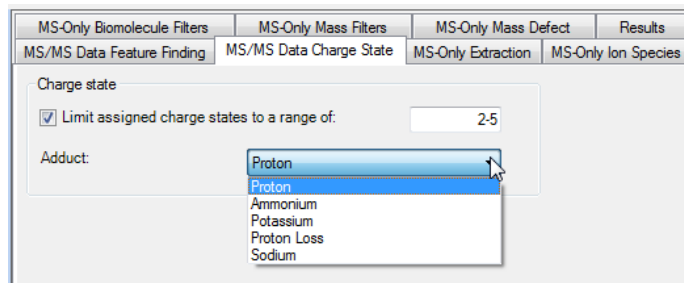 MS-Only Biomolecule Filters MS-Only Mass Filters MS-Only Mass Defect Results
MS/MS Data Feature Finding MS/MS Data Charge State MS-Only Extraction MS-Only Ion Species
Charge state
Limit assigned charge states to a range of: 2-5
Adduct: Proton
Proton
Ammonium
Potassium
Proton Loss
Sodium